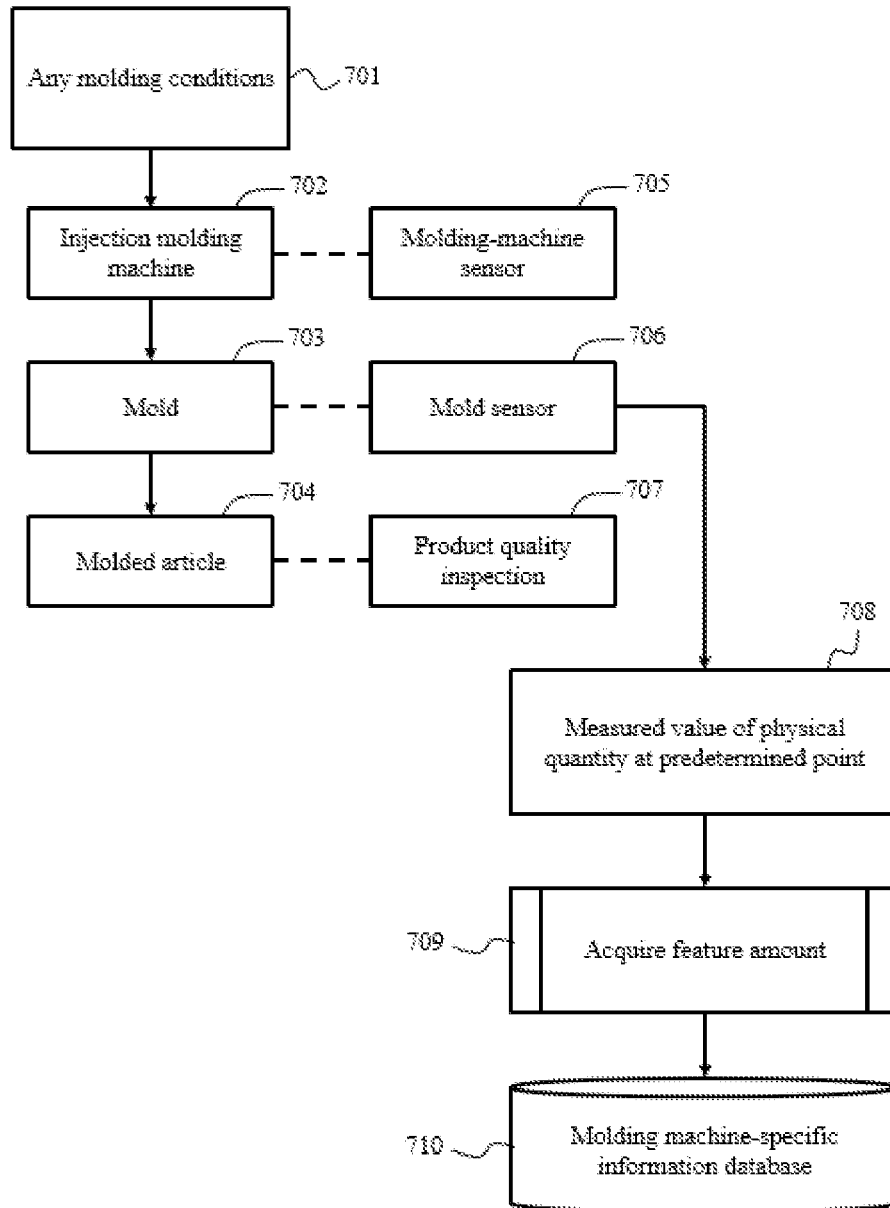 Any molding conditions
701
702
705
Injection molding
machine
Molding-machine
sensor
703
706
Mold
Mold sensor
704
707
Molded article
Product quality
inspection
708
Measured value of physical
quantity at predetermined point
709
Acquire feature amount
710
Molding machine-specific
information database